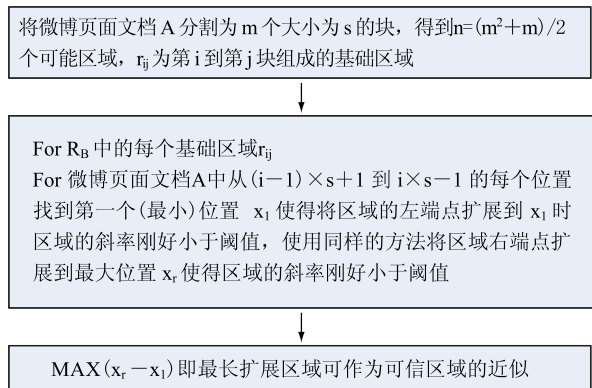 将微博页面文档A分割为m个大小为s的块，得到n=(m²+m)/2
个可能区域，rij为第i到第j块组成的基础区域
For RB中的每个基础区域rij
For 微博页面文档A中从(i−1)×s+1 到 i×s−1 的每个位置
找到第一个(最小)位置 x1 使得将区域的左端点扩展到 x1 时
区域的斜率刚好小于阈值，使用同样的方法将区域右端点扩
展到最大位置 xr 使得区域的斜率刚好小于阈值
MAX(xr−x1)即最长扩展区域可作为可信区域的近似